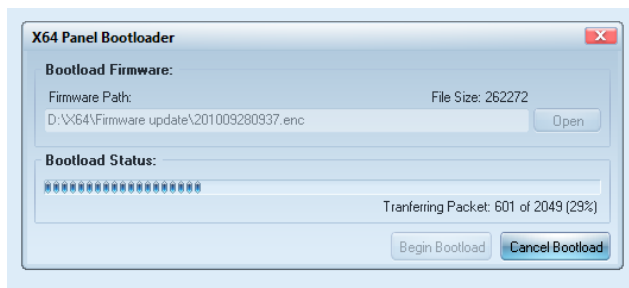 X64 Panel Bootloader
Bootload Firmware:
Firmware Path: File Size: 262272
D:\X64\Firmware update\201009280937.enc Open
Bootload Status:
Tranferring Packet: 601 of 2049 (29%)
Begin Bootload Cancel Bootload